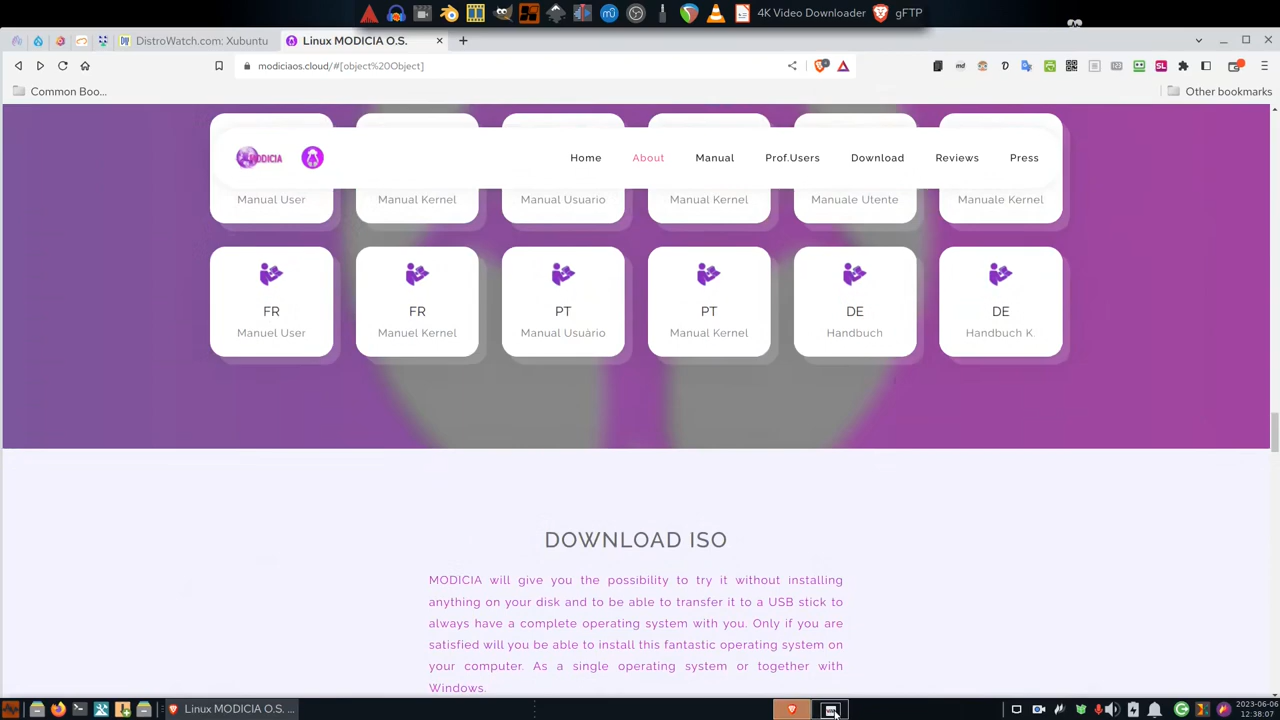 4K Video Downloader
gFTP
DistroWatch.com: Xubuntu
Linux MODICIA O.S.
modiciaos.cloud/#[object%20Object]
Common Boo...
Other bookmarks
MODICIA
Home
About
Manual
Prof.Users
Download
Reviews
Press
Manual User
Manual Kernel
Manual Usuario
Manual Kernel
Manuale Utente
Manuale Kernel
FR
Manuel User
FR
Manuel Kernel
PT
Manual Usuàrio
PT
Manual Kernel
DE
Handbuch
DE
Handbuch K.
DOWNLOAD ISO
MODICIA will give you the possibility to try it without installing
anything on your disk and to be able to transfer it to a USB stick to
always have a complete operating system with you. Only if you are
satisfied will you be able to install this fantastic operating system on
your computer. As a single operating system or together with
Windows.
Linux MODICIA O.S. ...
2023-06-06
12:38:07